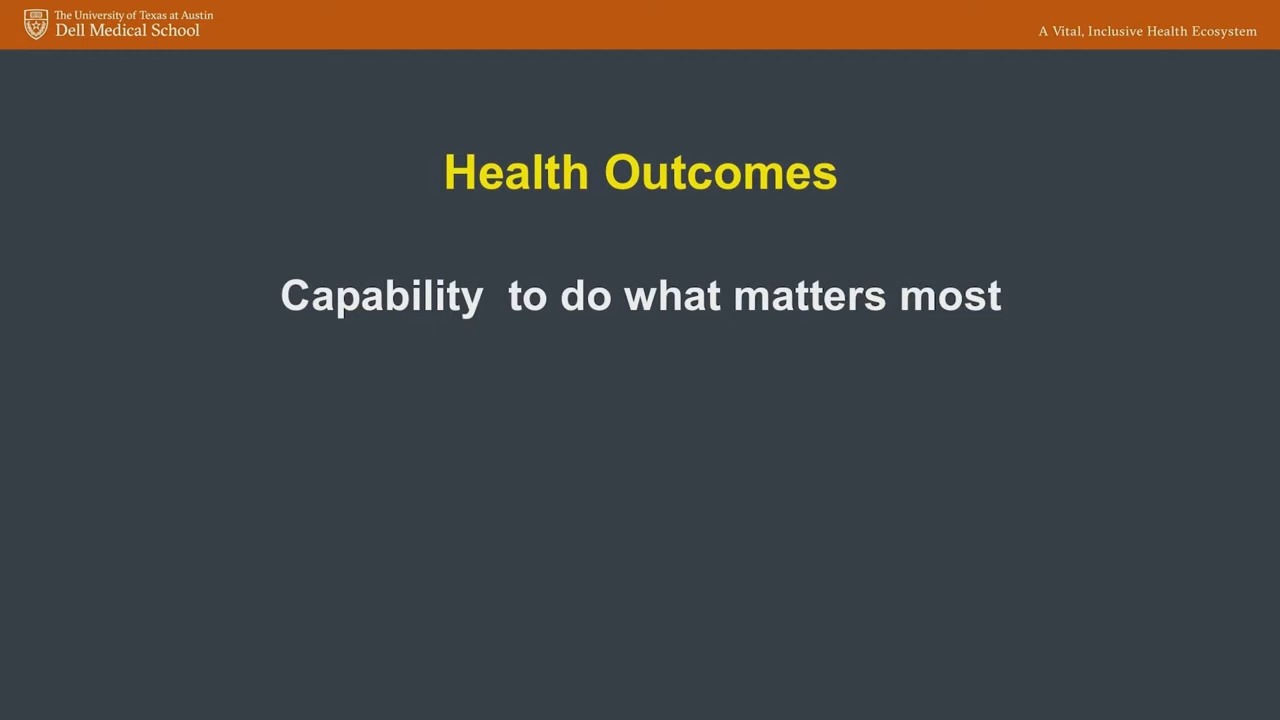 The University of Texas at Austin
Dell Medical School
A Vital, Inclusive Health Ecosystem
Health Outcomes
Capability  to do what matters most